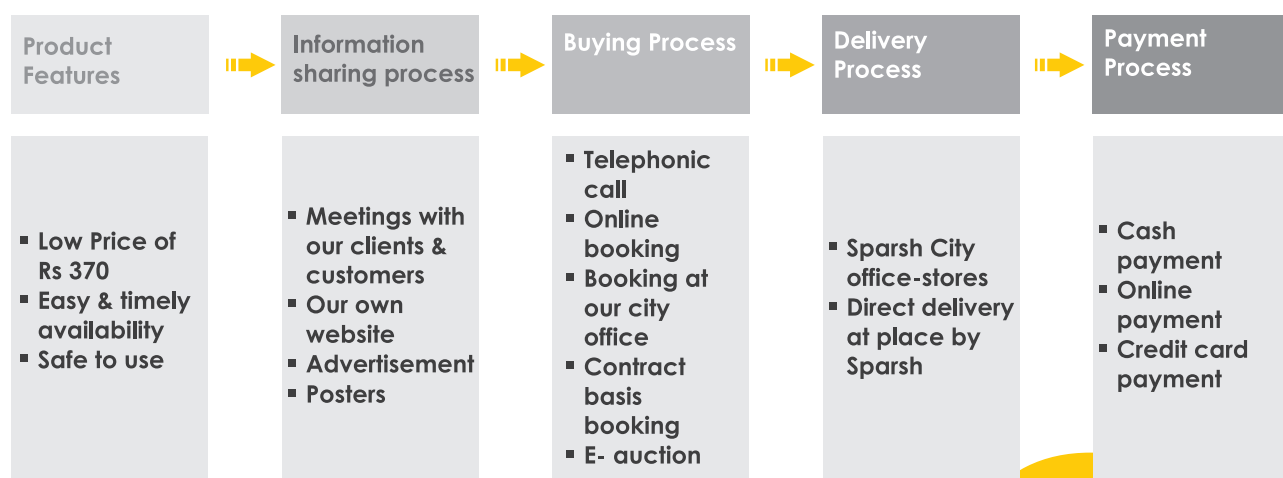 Product
Features
Information
sharing process
Buying Process
Delivery
Process
Payment
Process
▪ Low Price of
Rs 370
▪ Easy & timely
availability
▪ Safe to use
▪ Meetings with
our clients &
customers
▪ Our own
website
▪ Advertisement
▪ Posters
▪ Telephonic
call
▪ Online
booking
▪ Booking at
our city
office
▪ Contract
basis
booking
▪ E- auction
▪ Sparsh City
office-stores
▪ Direct delivery
at place by
Sparsh
▪ Cash
payment
▪ Online
payment
▪ Credit card
payment